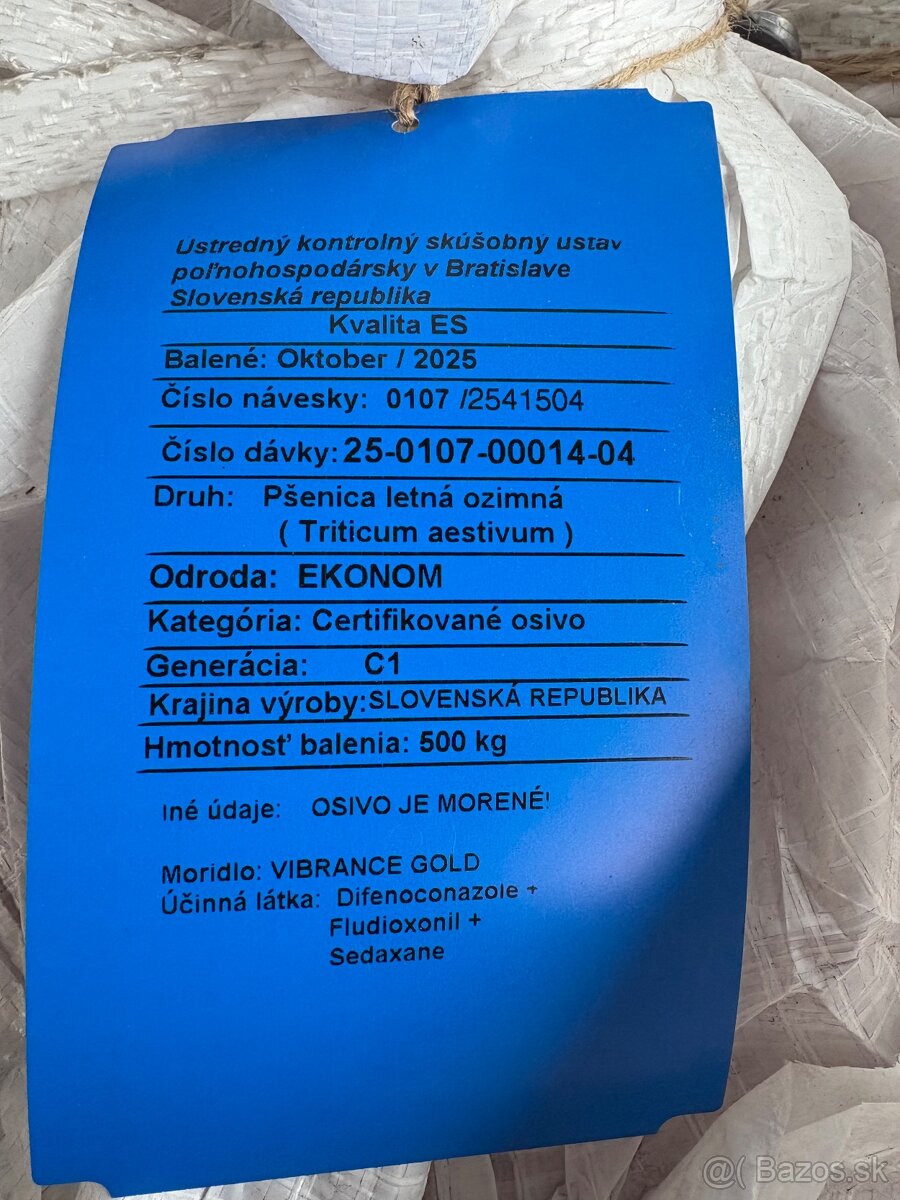 Ustredný kontrolný skúšobný ustav
poľnohospodársky v Bratislave
Slovenská republika
Kvalita ES
Balené: Oktober / 2025
Číslo návesky: 0107 /2541504
Číslo dávky: 25-0107-00014-04
Druh: Pšenica letná ozimná
( Triticum aestivum )
Odroda: EKONOM
Kategória: Certifikované osivo
Generácia: C1
Krajina výroby:SLOVENSKÁ REPUBLIKA
Hmotnosť balenia: 500 kg
Iné údaje: OSIVO JE MORENÉ!
Moridlo: VIBRANCE GOLD
Účinná látka: Difenoconazole +
Fludioxonil +
Sedaxane
@( Bazos.sk